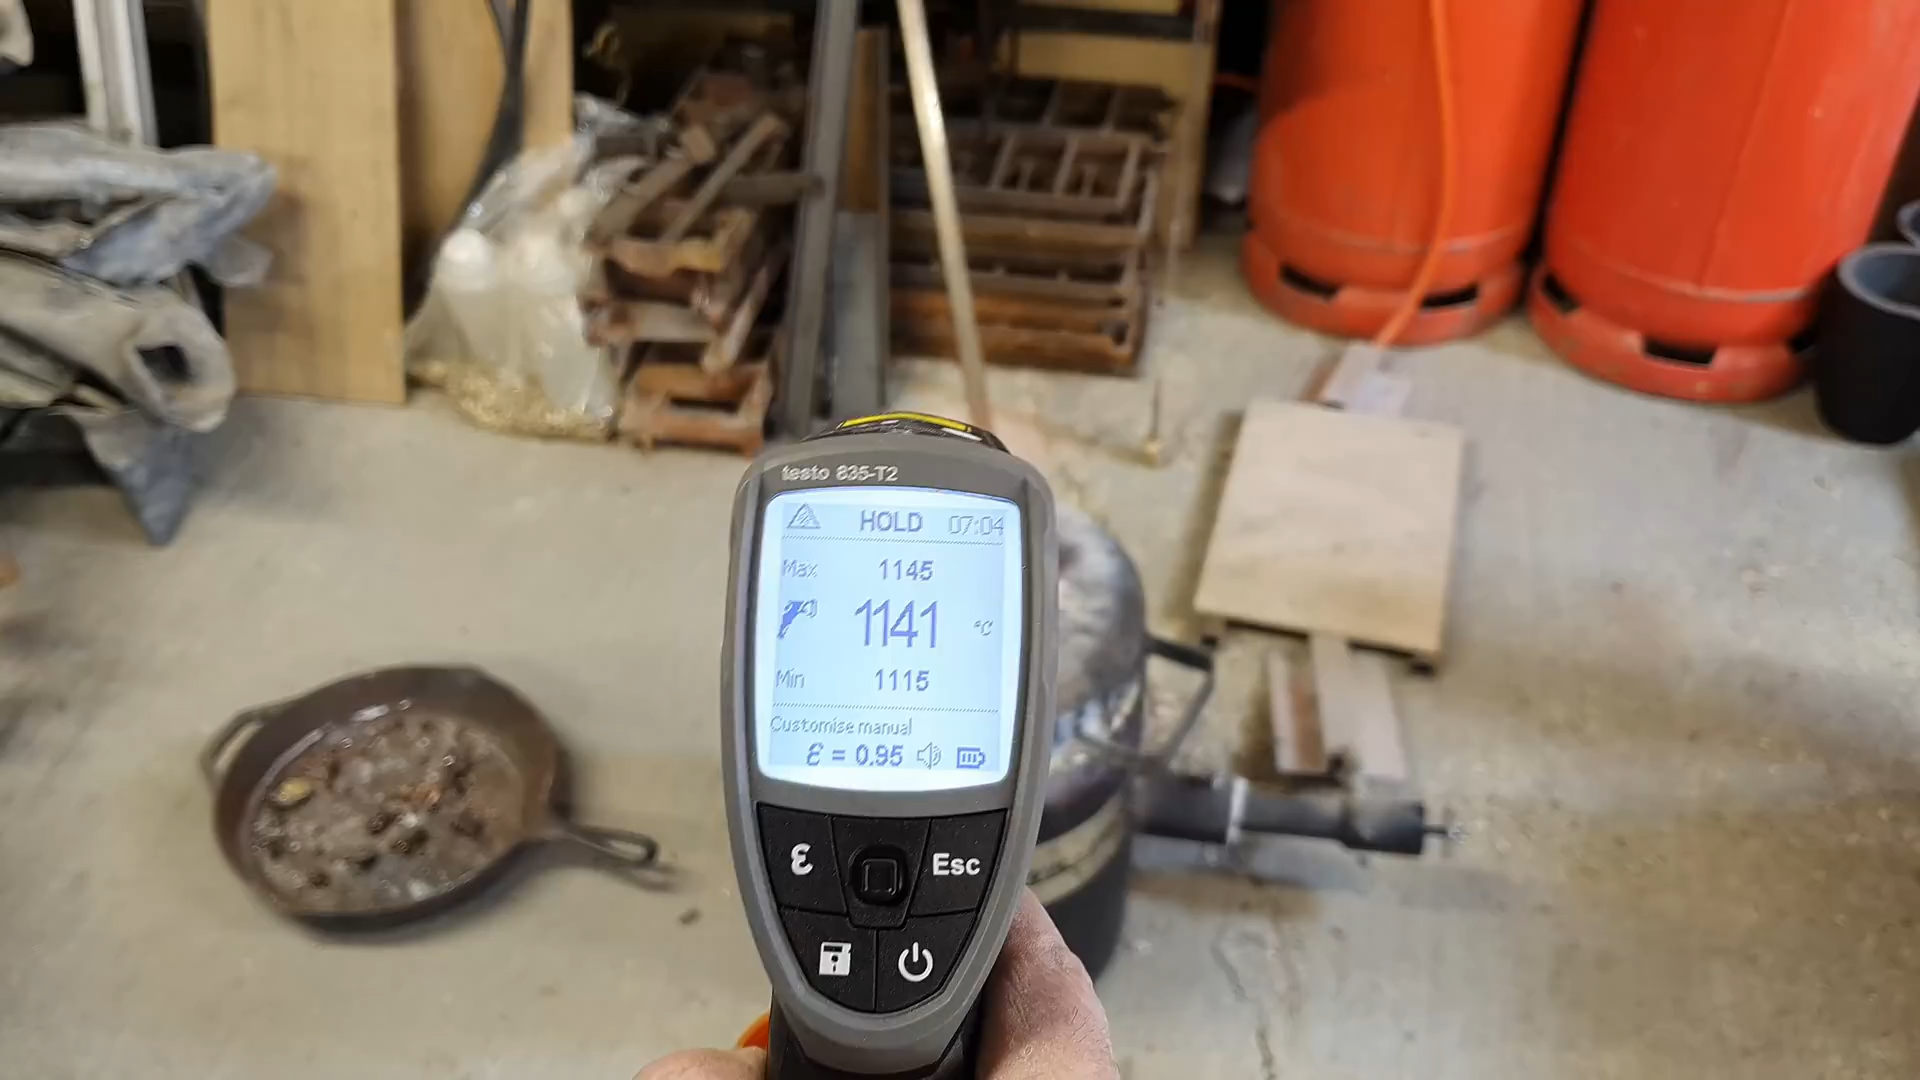 testo 835-T2
HOLD 07:04
Max 1145
1141 °C
Min 1115
Customise manual
ε = 0.95
ε Esc